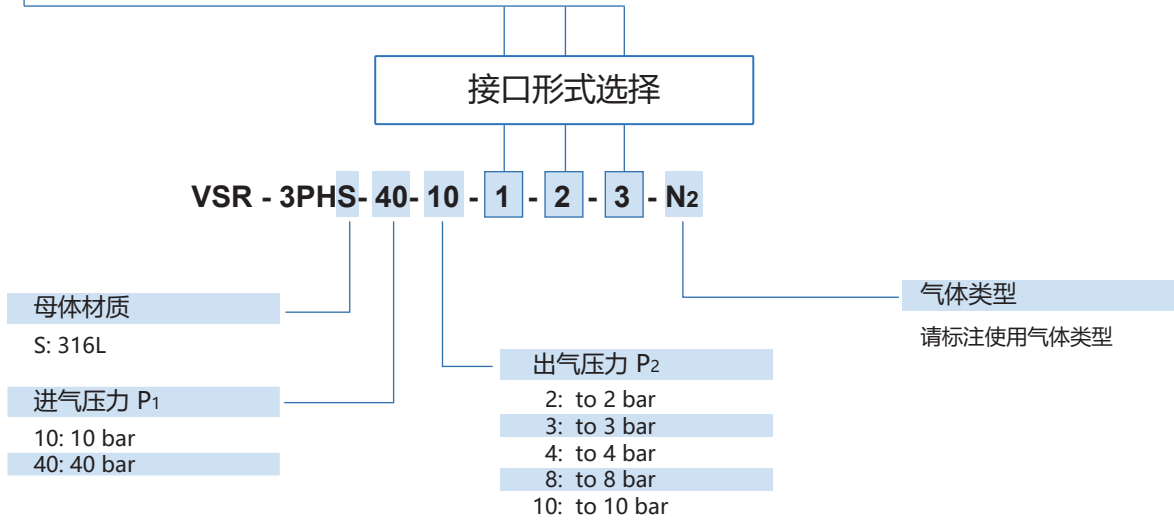 接口形式选择
VSR - 3PHS- 40- 10 - 1 - 2 - 3 - N2
母体材质
S: 316L
进气压力 P1
10: 10 bar
40: 40 bar
出气压力 P2
2: to 2 bar
3: to 3 bar
4: to 4 bar
8: to 8 bar
10: to 10 bar
气体类型
请标注使用气体类型